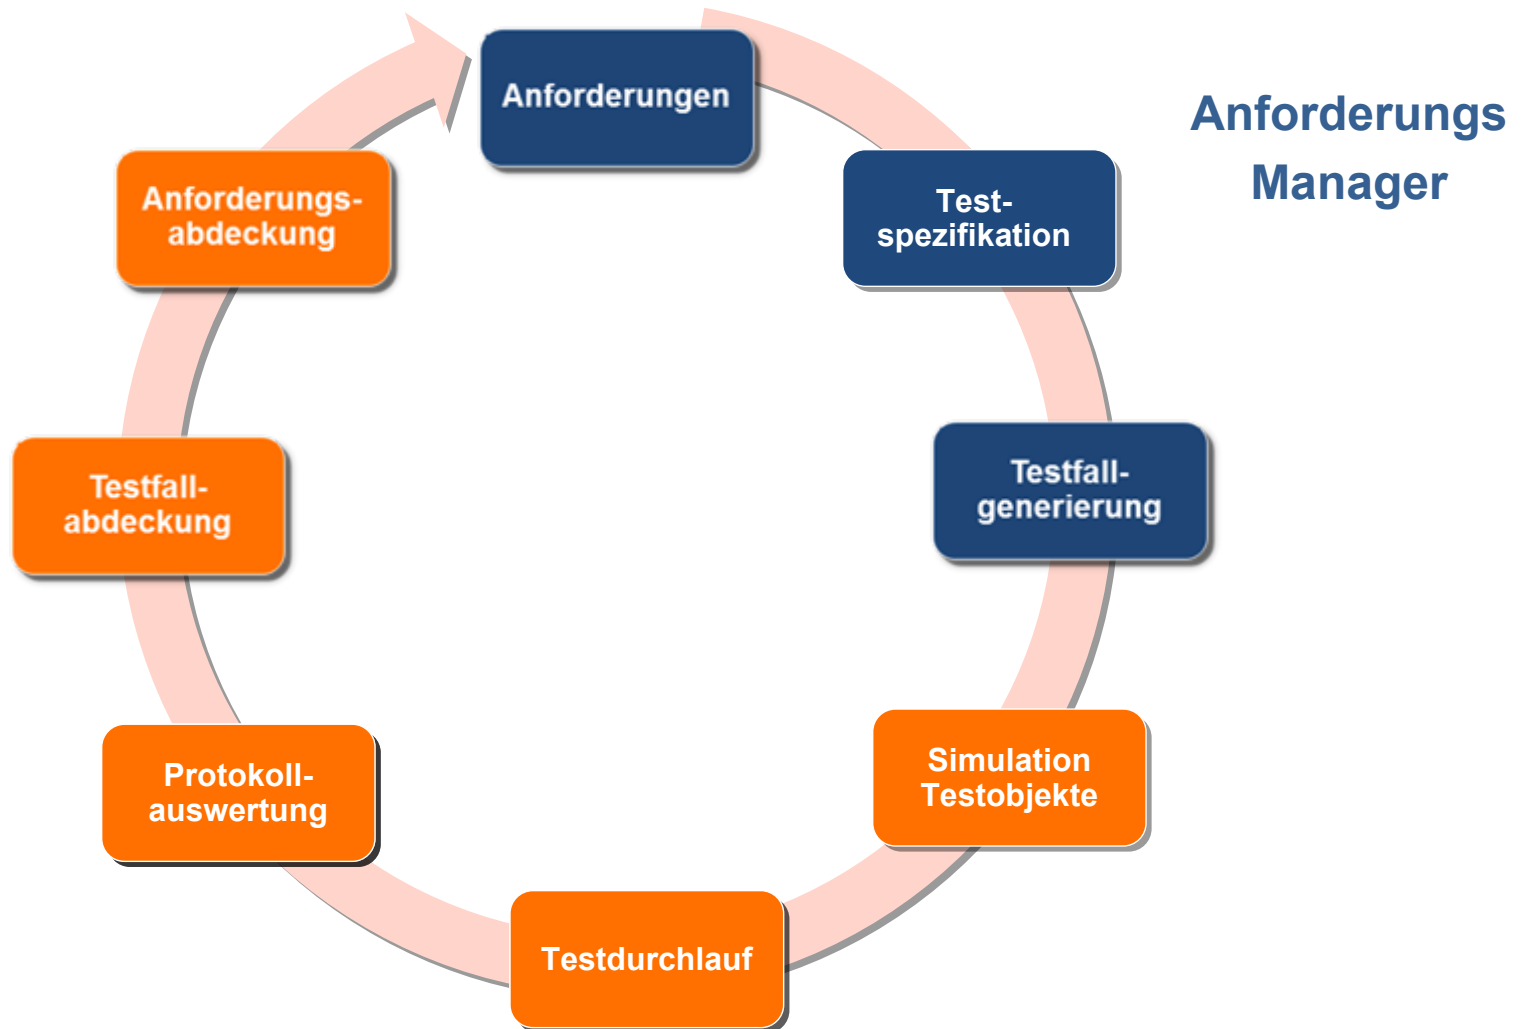 Anforderungen
Anforderungs
Manager
Test-
spezifikation
Testfall-
generierung
Simulation
Testobjekte
Testdurchlauf
Protokoll-
auswertung
Testfall-
abdeckung
Anforderungs-
abdeckung